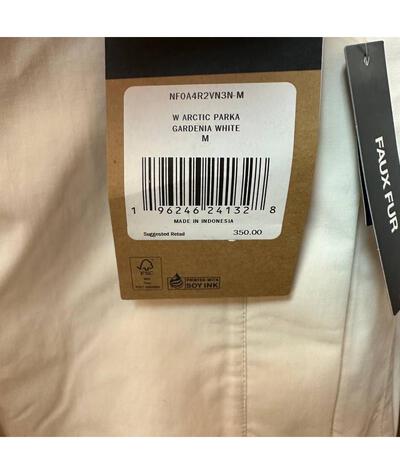 NF0A4R2VN3N-M
W ARCTIC PARKA
GARDENIA WHITE
M
1 96246 24132 8
MADE IN INDONESIA
Suggested Retail 350.00
FSC
PRINTED WITH
SOY INK
FAUX FUR